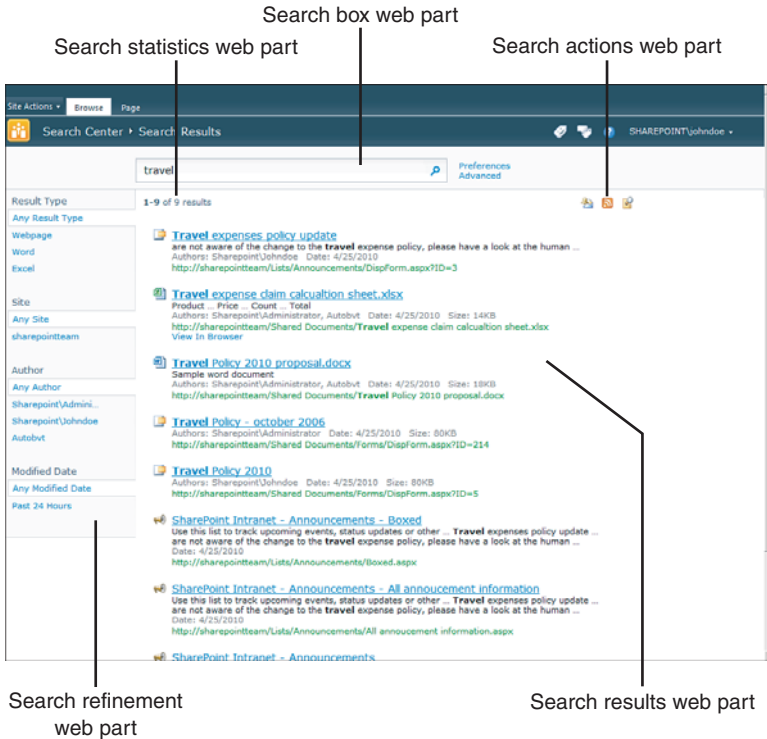 Search box web part
Search statistics web part
Search actions web part
Site Actions
Browse
Page
Search Center ▸ Search Results
SHAREPOINT\johndoe
travel
Preferences
Advanced
Result Type
Any Result Type
Webpage
Word
Excel
Site
Any Site
sharepointteam
Author
Any Author
Sharepoint\Admini...
Sharepoint\Johndoe
Autobvt
Modified Date
Any Modified Date
Past 24 Hours
1-9 of 9 results
Travel expenses policy update
are not aware of the change to the travel expense policy, please have a look at the human ...
Authors: Sharepoint\Johndoe Date: 4/25/2010
http://sharepointteam/Lists/Announcements/DispForm.aspx?ID=3
Travel expense claim calcualtion sheet.xlsx
Product ... Price ... Count ... Total
Authors: Sharepoint\Administrator, Autobvt Date: 4/25/2010 Size: 14KB
http://sharepointteam/Shared Documents/Travel expense claim calcualtion sheet.xlsx
View In Browser
Travel Policy 2010 proposal.docx
Sample word document
Authors: Sharepoint\Administrator, Autobvt Date: 4/25/2010 Size: 18KB
http://sharepointteam/Shared Documents/Travel Policy 2010 proposal.docx
Travel Policy - october 2006
Authors: Sharepoint\Administrator Date: 4/25/2010 Size: 80KB
http://sharepointteam/Shared Documents/Forms/DispForm.aspx?ID=214
Travel Policy 2010
Authors: Sharepoint\Johndoe Date: 4/25/2010 Size: 80KB
http://sharepointteam/Shared Documents/Forms/DispForm.aspx?ID=5
SharePoint Intranet - Announcements - Boxed
Use this list to track upcoming events, status updates or other ... Travel expenses policy update ...
are not aware of the change to the travel expense policy, please have a look at the human ...
Date: 4/25/2010
http://sharepointteam/Lists/Announcements/Boxed.aspx
SharePoint Intranet - Announcements - All annoucement information
Use this list to track upcoming events, status updates or other ... Travel expenses policy update ...
are not aware of the change to the travel expense policy, please have a look at the human ...
Date: 4/25/2010
http://sharepointteam/Lists/Announcements/All annoucement information.aspx
SharePoint Intranet - Announcements
Search refinement
web part
Search results web part